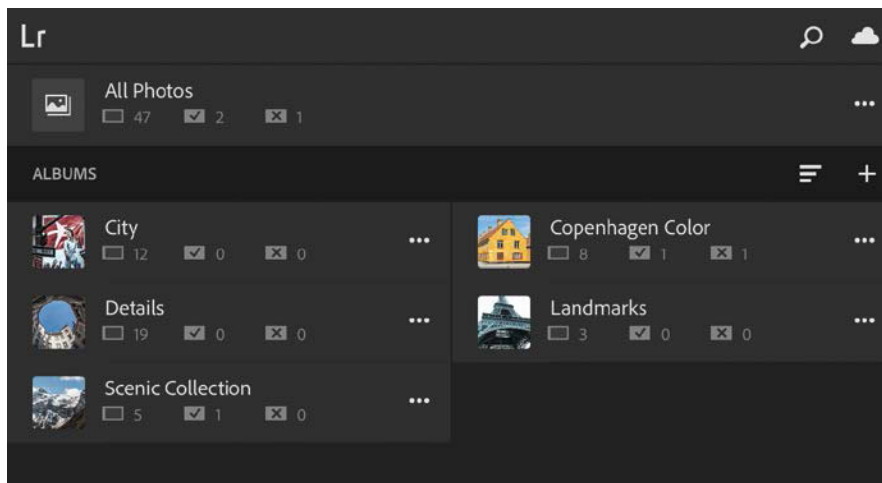 Lr
All Photos
47 2 1
ALBUMS
City
12 0 0
Copenhagen Color
8 1 1
Details
19 0 0
Landmarks
3 0 0
Scenic Collection
5 1 0